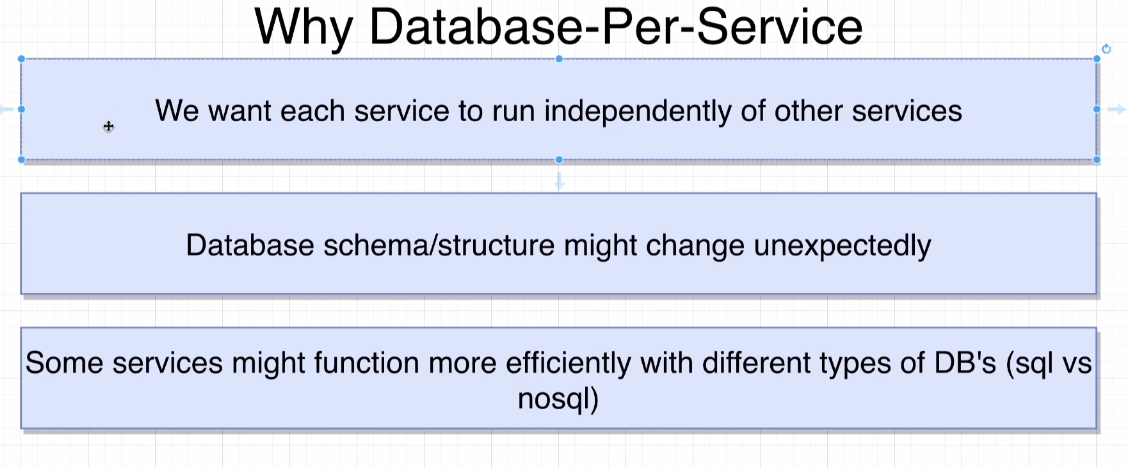 Why Database-Per-Service
We want each service to run independently of other services
Database schema/structure might change unexpectedly
Some services might function more efficiently with different types of DB's (sql vs
nosql)